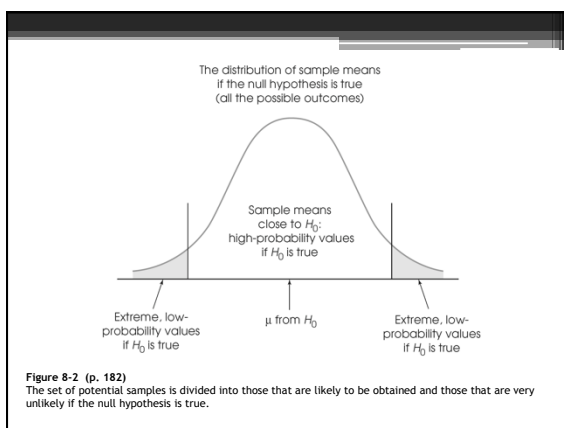 The distribution of sample means
if the null hypothesis is true
(all the possible outcomes)
Sample means
close to H₀:
high-probability values
if H₀ is true
Extreme, low-
probability values
if H₀ is true
μ from H₀
Extreme, low-
probability values
if H₀ is true
Figure 8-2 (p. 182)
The set of potential samples is divided into those that are likely to be obtained and those that are very
unlikely if the null hypothesis is true.